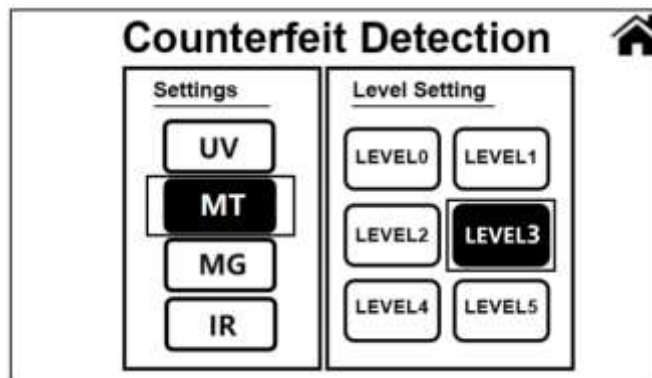 Counterfeit Detection
Settings
UV
MT
MG
IR
Level Setting
LEVEL0 LEVEL1
LEVEL2 LEVEL3
LEVEL4 LEVEL5